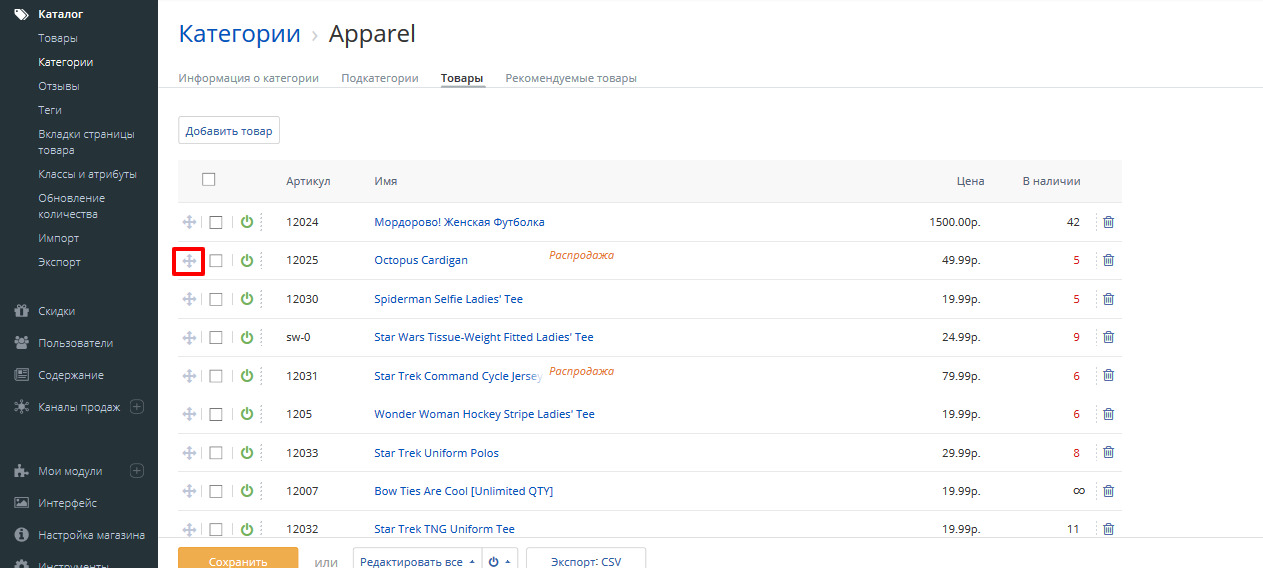 Каталог
Товары
Категории
Отзывы
Теги
Вкладки страницы
товара
Классы и атрибуты
Обновление
количества
Импорт
Экспорт
Скидки
Пользователи
Содержание
Каналы продаж
Мои модули
Интерфейс
Настройка магазина
Инструменты
Категории › Apparel
Информация о категории Подкатегории Товары Рекомендуемые товары
Добавить товар
Артикул Имя Цена В наличии
12024 Мордорово! Женская Футболка 1500.00р. 42
12025 Octopus Cardigan Распродажа 49.99р. 5
12030 Spiderman Selfie Ladies' Tee 19.99р. 5
sw-0 Star Wars Tissue-Weight Fitted Ladies' Tee 24.99р. 9
12031 Star Trek Command Cycle Jersey Распродажа 79.99р. 6
1205 Wonder Woman Hockey Stripe Ladies' Tee 19.99р. 6
12033 Star Trek Uniform Polos 29.99р. 8
12007 Bow Ties Are Cool [Unlimited QTY] 19.99р. ∞
12032 Star Trek TNG Uniform Tee 19.99р. 11
Сохранить или Редактировать все Экспорт: CSV